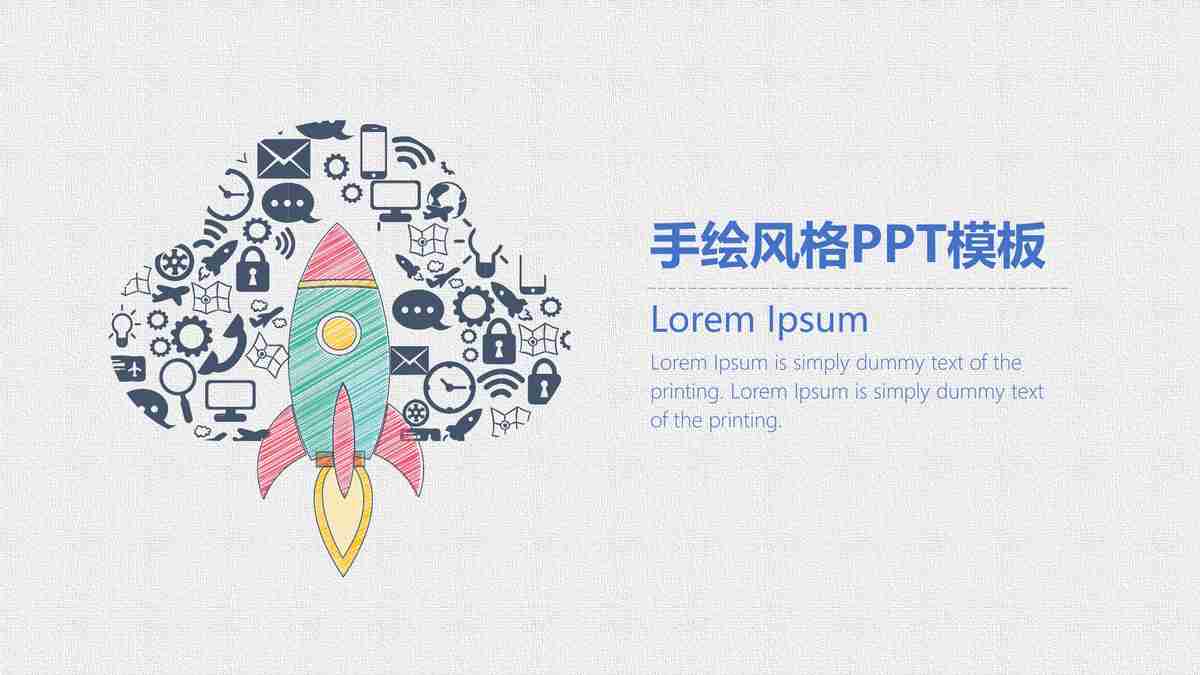 手绘风格PPT模板
Lorem Ipsum
Lorem Ipsum is simply dummy text of the
printing. Lorem Ipsum is simply dummy text
of the printing.